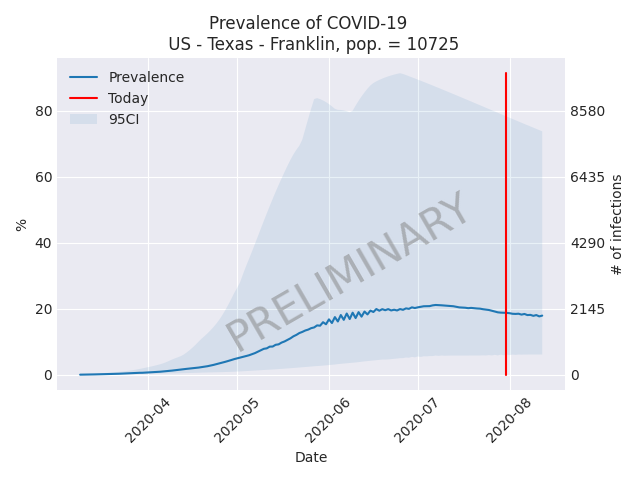 Prevalence of COVID-19
US - Texas - Franklin, pop. = 10725
Prevalence
Today
95CI
PRELIMINARY
80
60
40
20
0
%
8580
6435
4290
2145
0
# of infections
2020-04
2020-05
2020-06
2020-07
2020-08
Date